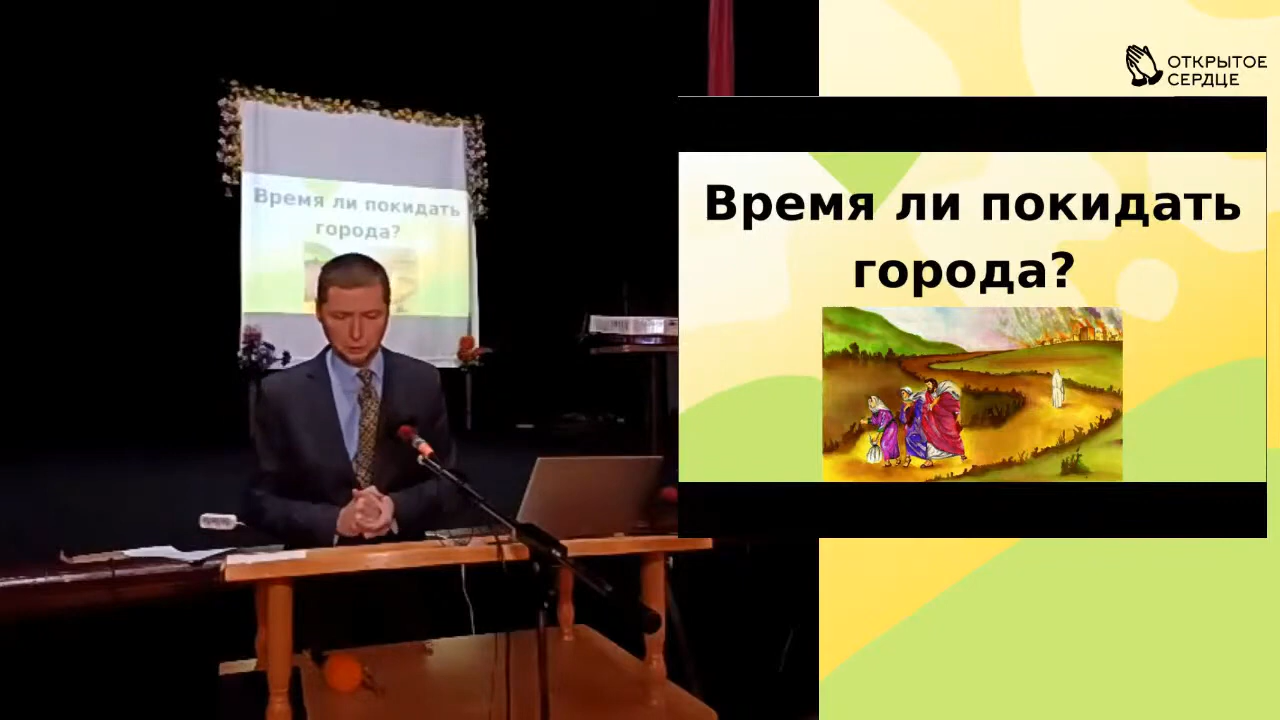 ОТКРЫТОЕ
СЕРДЦЕ
Время ли покидать
города?
Время ли покидать
города?